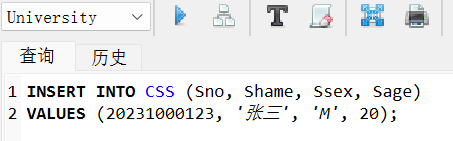 University
查询 历史
1 INSERT INTO CSS (Sno, Shame, Ssex, Sage)
2 VALUES (20231000123, '张三', 'M', 20);